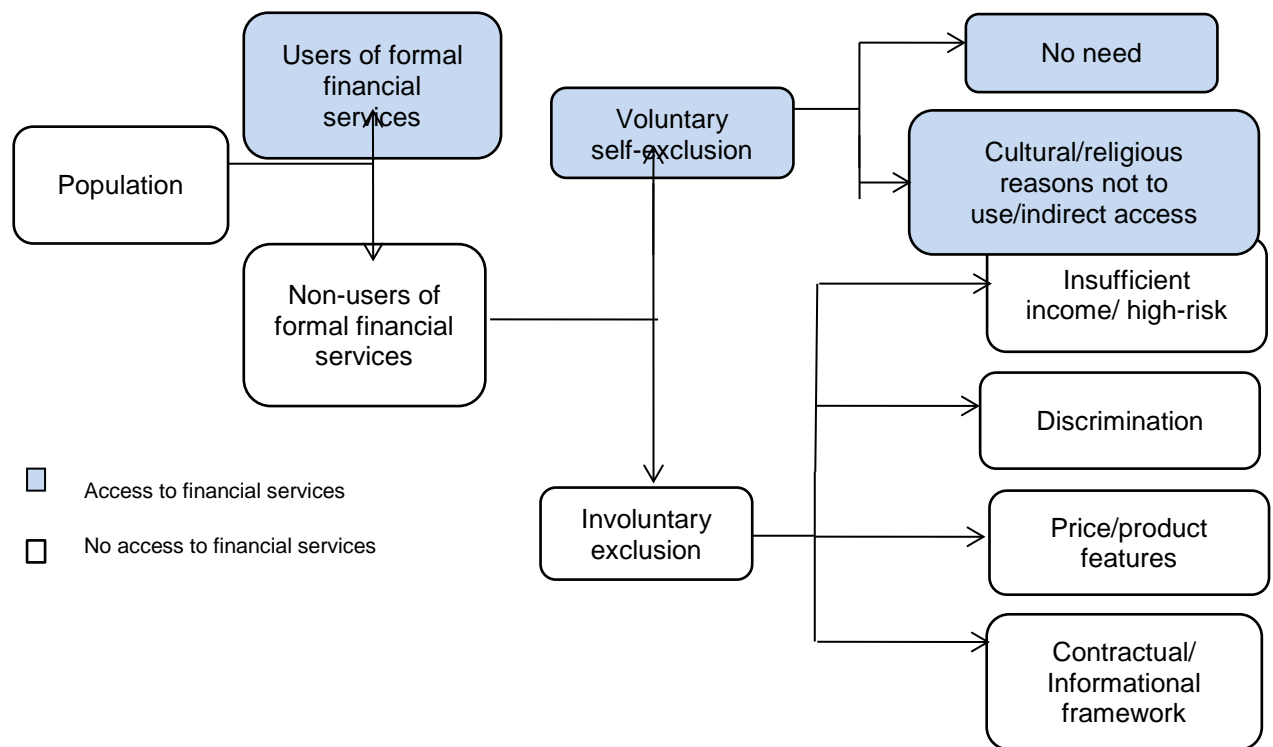 Users of formal
financial
services
Population
Non-users of
formal financial
services
Voluntary
self-exclusion
No need
Cultural/religious
reasons not to
use/indirect access
Insufficient
income/ high-risk
Discrimination
Involuntary
exclusion
Price/product
features
Contractual/
Informational
framework
Access to financial services
No access to financial services